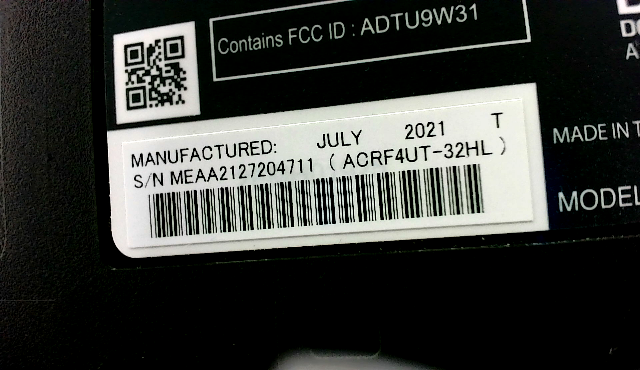 Contains FCC ID : ADTU9W31
MANUFACTURED: JULY 2021 T
S/N MEAA2127204711 ( ACRF4UT-32HL )
MADE IN
MODEL